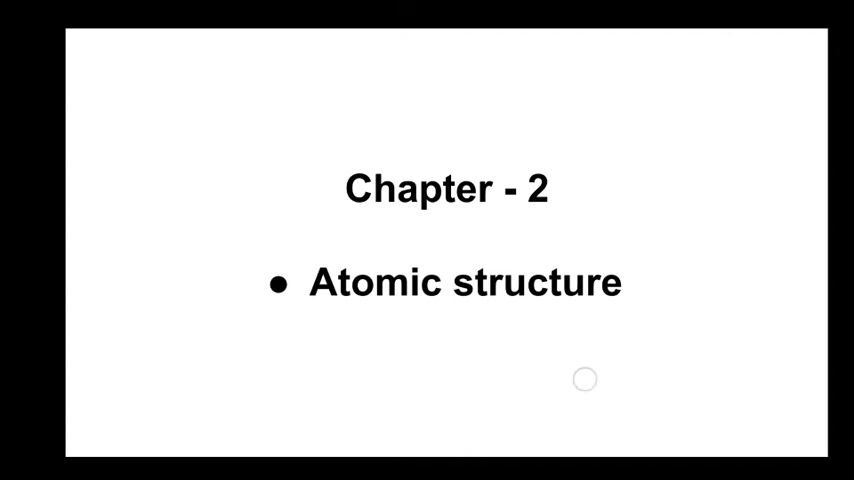 Chapter - 2
● Atomic structure